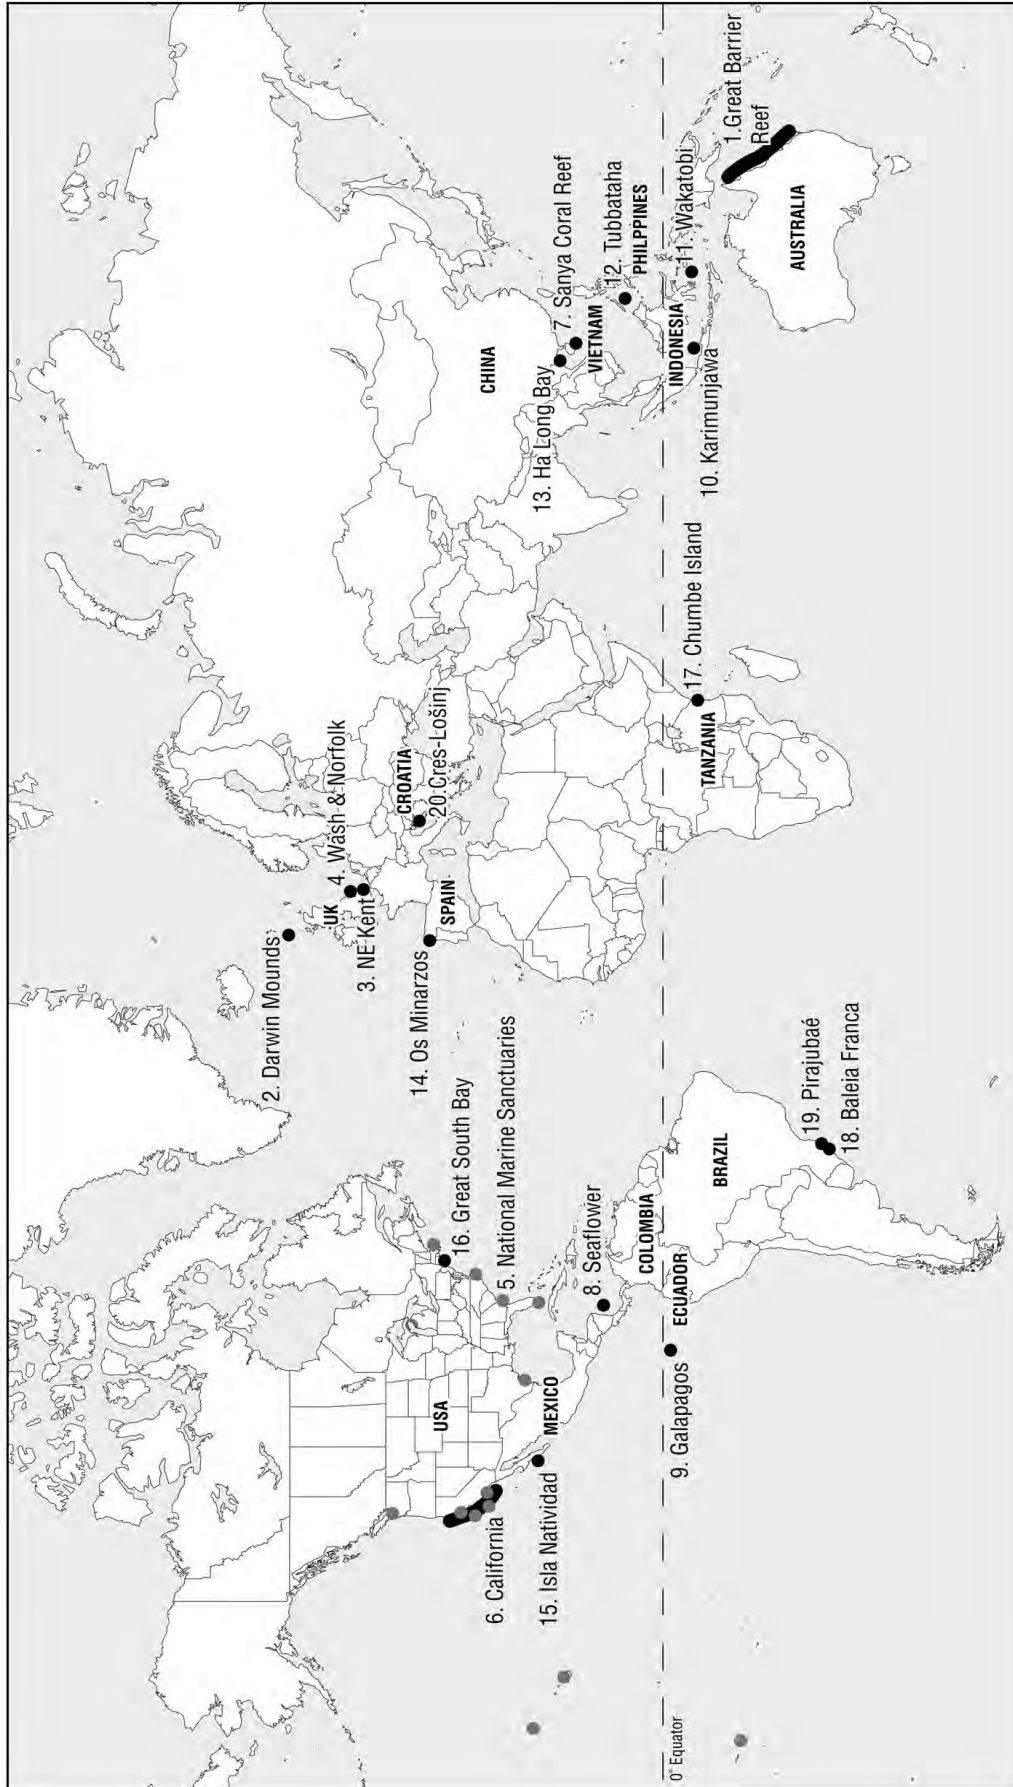 2. Darwin Mounds
UK
4. Wash & Norfolk
3. NE Kent
CROATIA
20.Cres-Lošinj
14. Os Minarzos
SPAIN
CHINA
13. Ha Long Bay
7. Sanya Coral Reef
VIETNAM
12. Tubbataha
PHILPPINES
INDONESIA
11. Wakatobi
10. Karimunjawa
1.Great Barrier
Reef
AUSTRALIA
17. Chumbe Island
TANZANIA
16. Great South Bay
5. National Marine Sanctuaries
USA
6. California
MEXICO
15. Isla Natividad
8. Seaflower
COLOMBIA
ECUADOR
9. Galapagos
BRAZIL
19. Pirajubaé
18. Baleia Franca
0° Equator